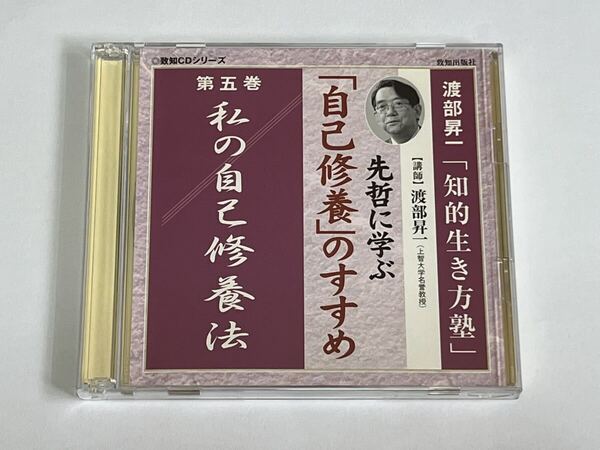 ◎致知CDシリーズ
致知出版社
渡部昇一「知的生き方塾」
【講師】渡部昇一(上智大学名誉教授)
先哲に学ぶ
「自己修養」のすすめ
第五巻
私の自己修養法